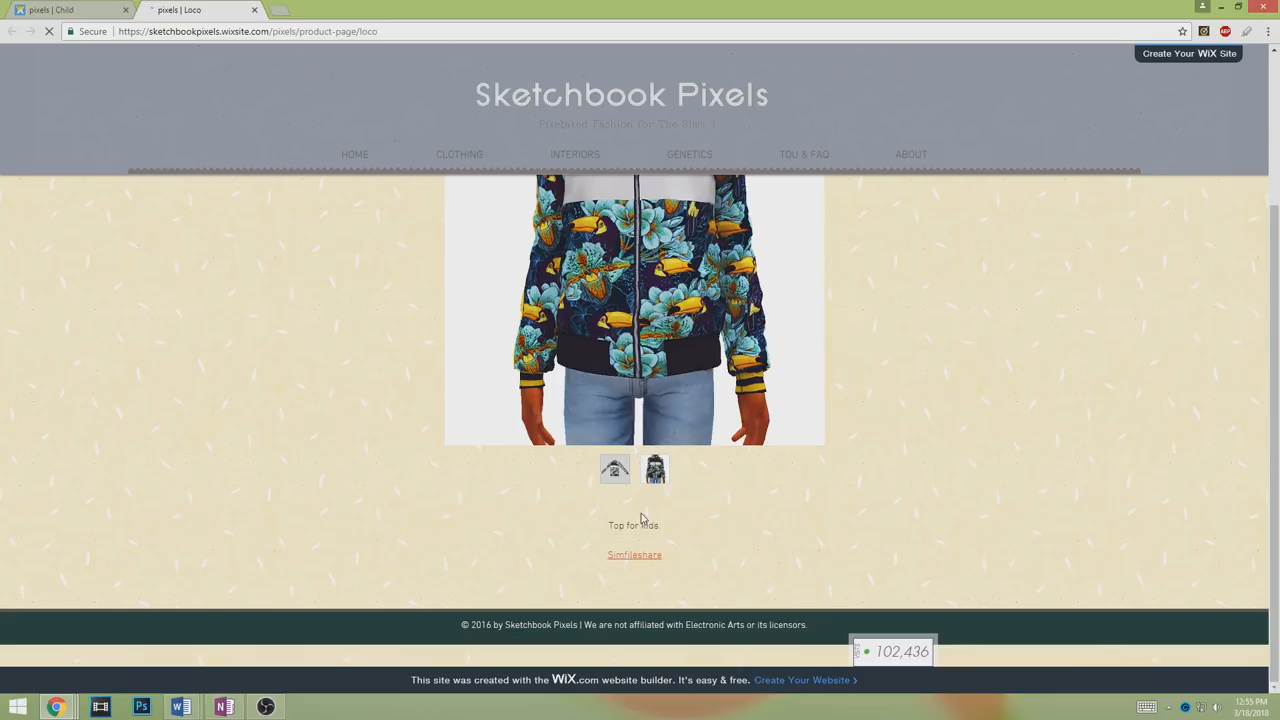 pixels | Child
pixels | Loco
Secure
https://sketchbookpixels.wixsite.com/pixels/product-page/loco
ABP
Create Your WiX Site
Sketchbook Pixels
Pixelated Fashion for The Sims 3
HOME CLOTHING INTERIORS GENETICS TOU & FAQ ABOUT
Top for kids.
Simfileshare
© 2016 by Sketchbook Pixels | We are not affiliated with Electronic Arts or its licensors.
102,436
This site was created with the WiX.com website builder. It's easy & free. Create Your Website >
Ps
12:55 PM
3/18/2018